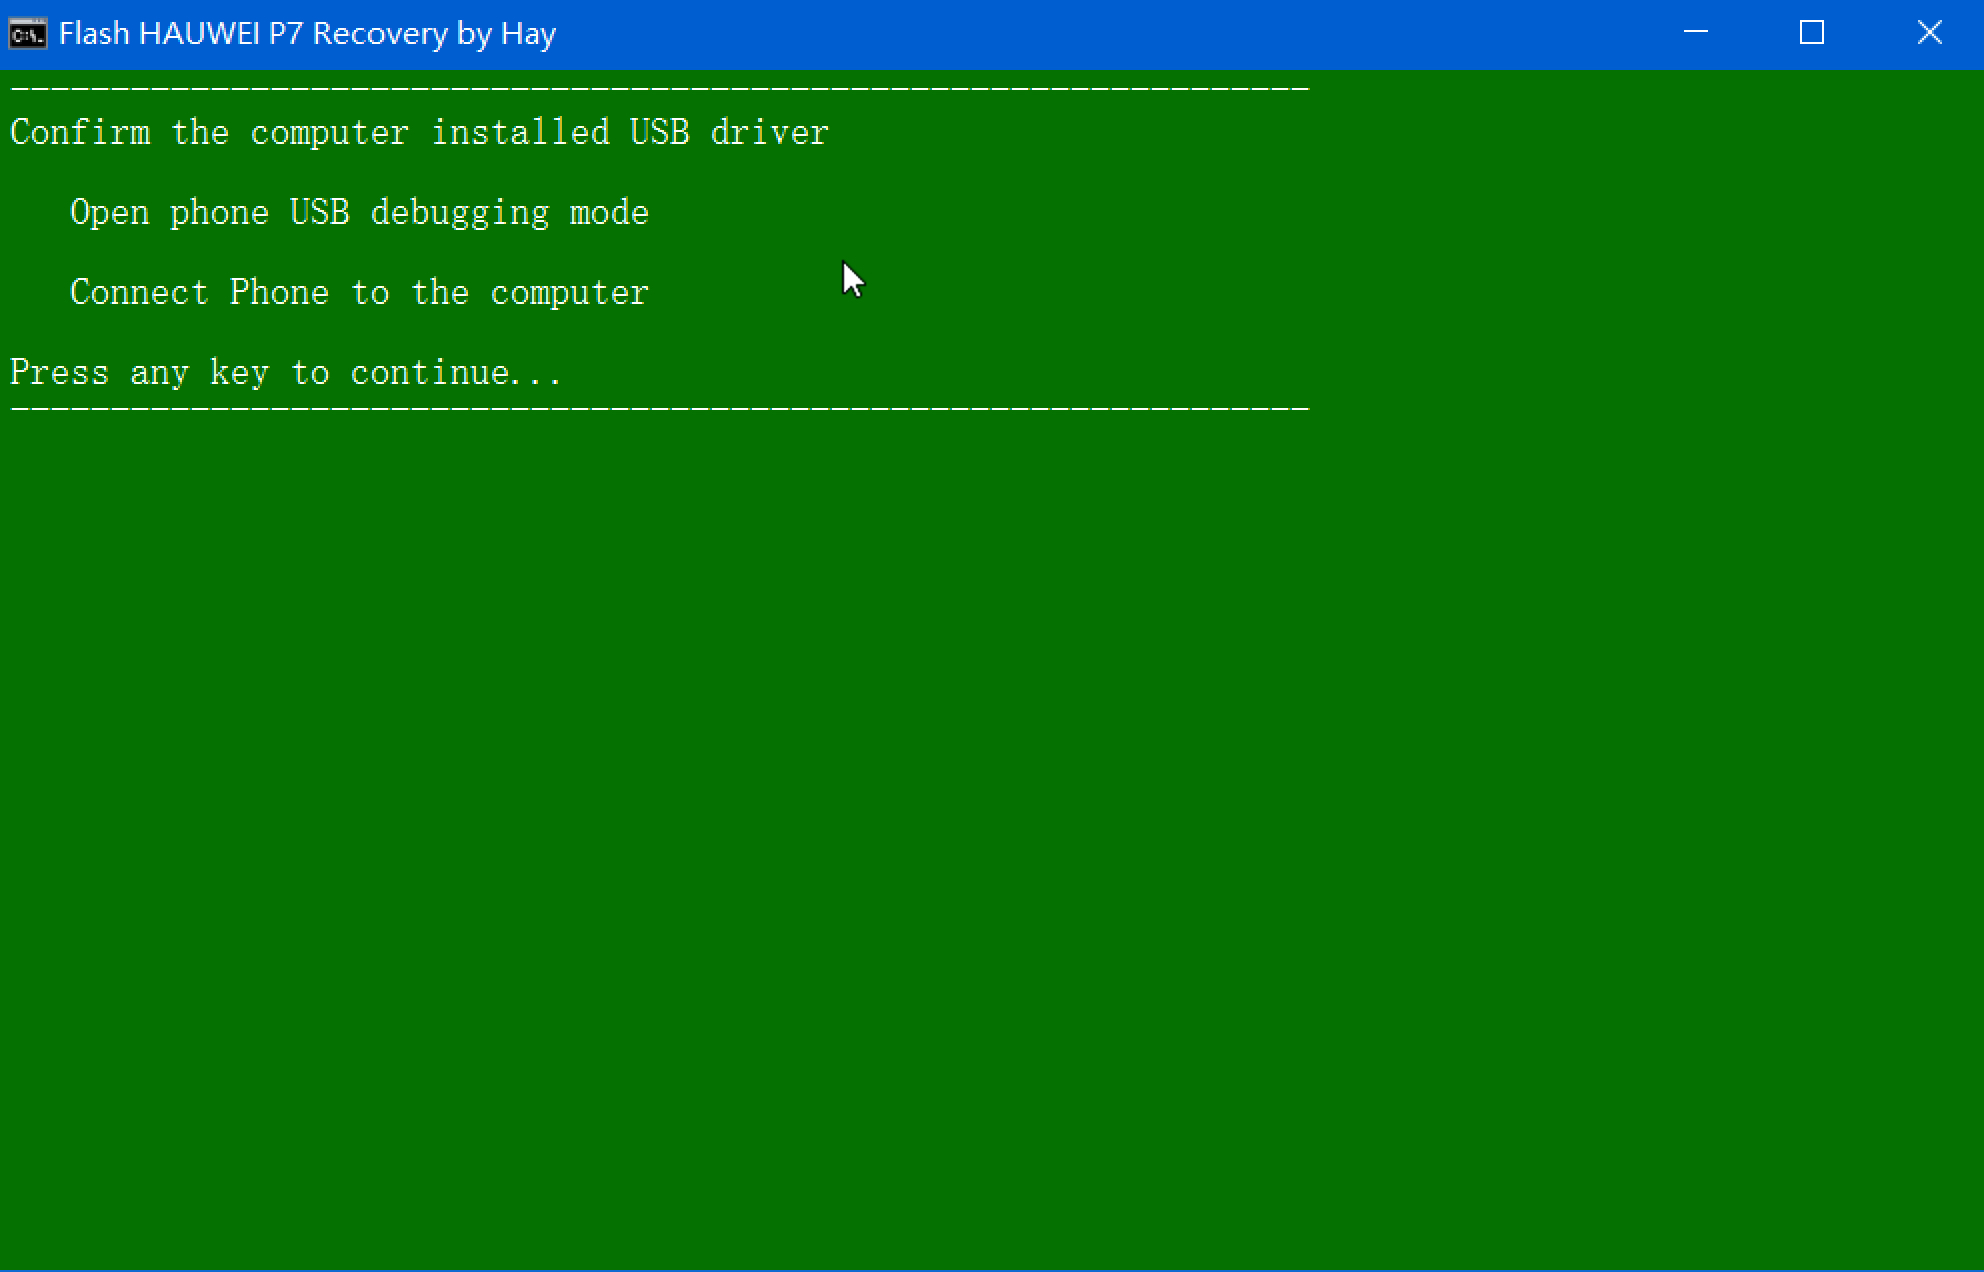 Flash HAUWEI P7 Recovery by Hay
-----------------------------------------------------------------
Confirm the computer installed USB driver
Open phone USB debugging mode
Connect Phone to the computer
Press any key to continue...
-----------------------------------------------------------------